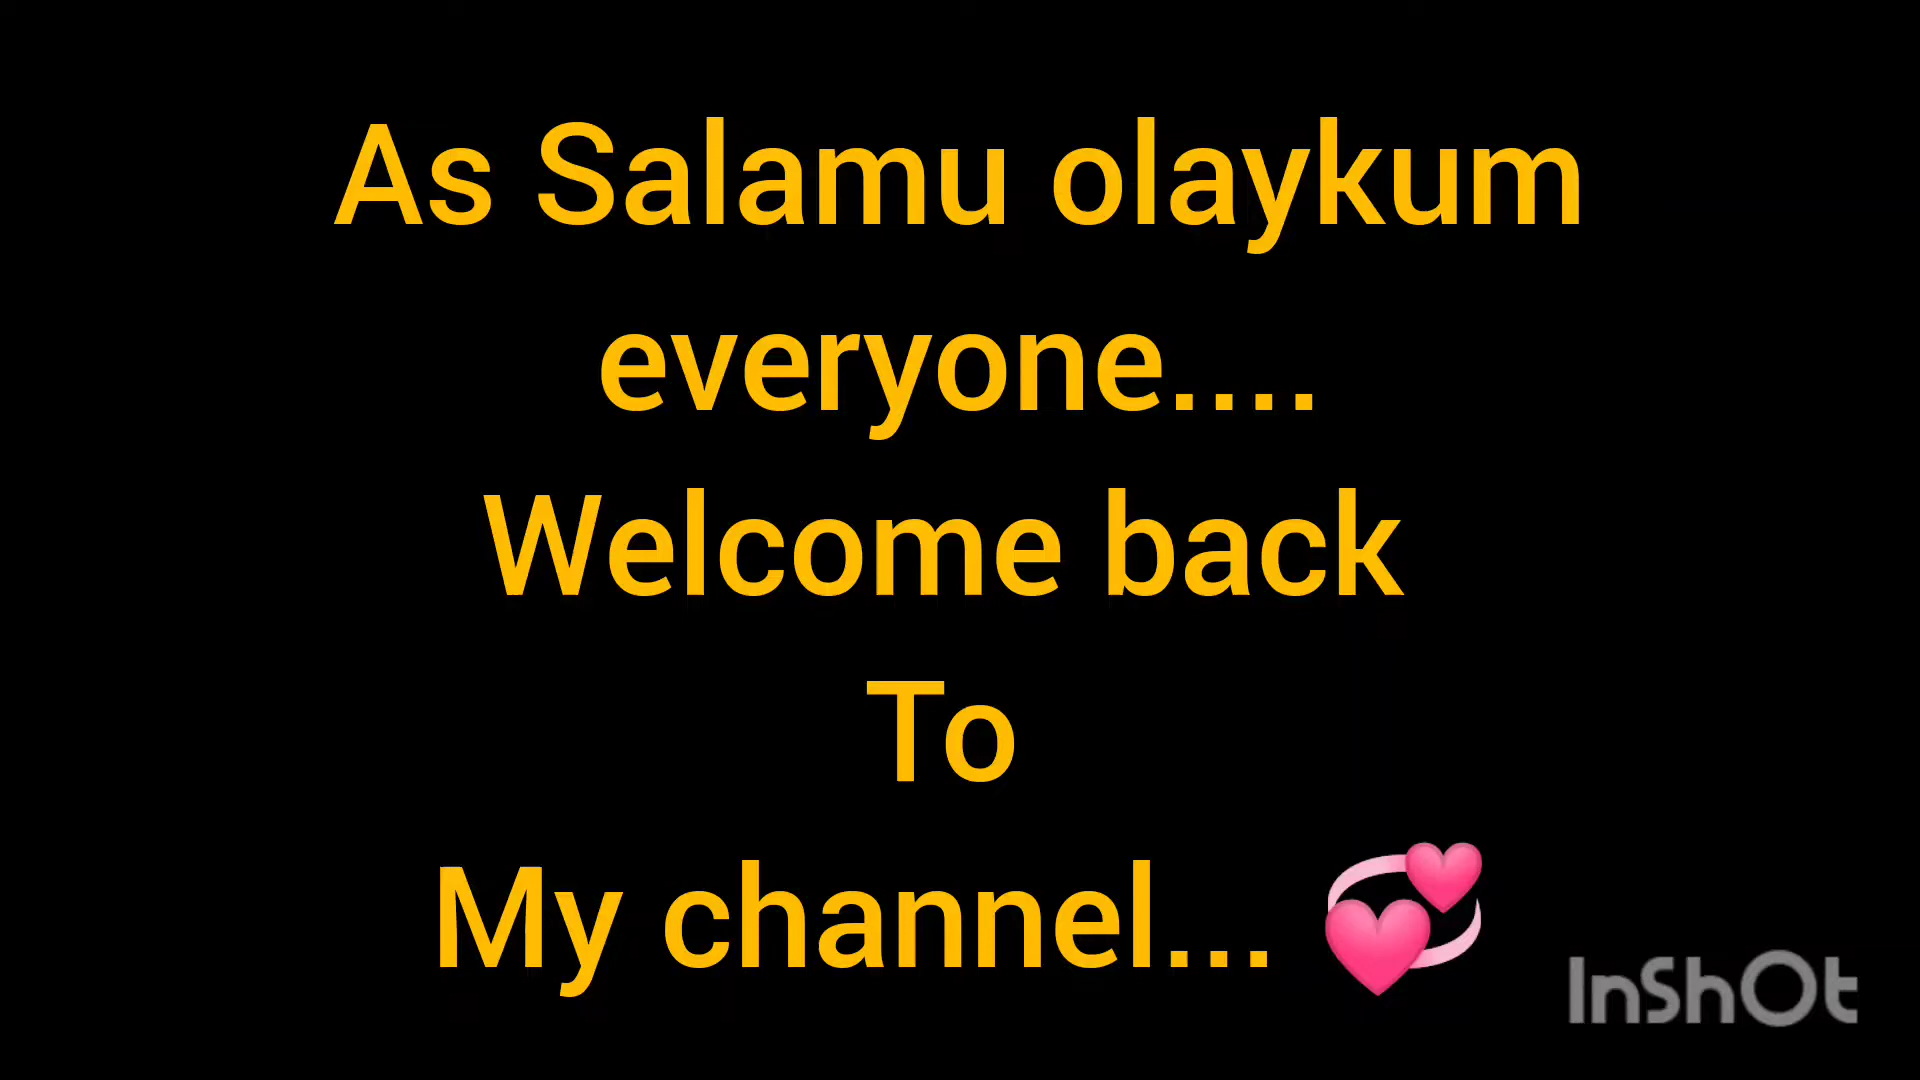 As Salamu olaykum
everyone....
Welcome back
To
My channel... 💞
InShOt